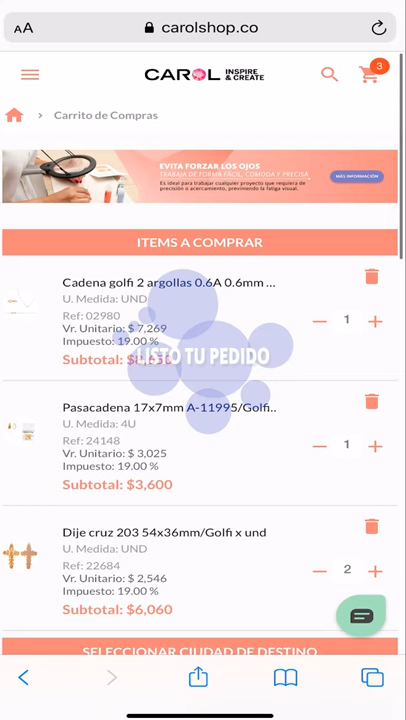 AA
carolshop.co
CAROL INSPIRE & CREATE
3
Carrito de Compras
EVITA FORZAR LOS OJOS
TRABAJA DE FORMA FÁCIL, CÓMODA Y PRECISA,
Es ideal para trabajar cualquier proyecto que requiera de
precisión o acercamiento, previniendo la fatiga visual.
MÁS INFORMACIÓN
ITEMS A COMPRAR
Cadena golfi 2 argollas 0.6A 0.6mm ...
U. Medida: UND
Ref: 02980
Vr. Unitario: $ 7,269
Impuesto: 19.00 %
Subtotal:
1
LISTO TU PEDIDO
Pasacadena 17x7mm A-11995/Golfi..
U. Medida: 4U
Ref: 24148
Vr. Unitario: $ 3,025
Impuesto: 19.00 %
Subtotal: $3,600
1
Dije cruz 203 54x36mm/Golfi x und
U. Medida: UND
Ref: 22684
Vr. Unitario: $ 2,546
Impuesto: 19.00 %
Subtotal: $6,060
2
SELECCIONAR CIUDAD DE DESTINO